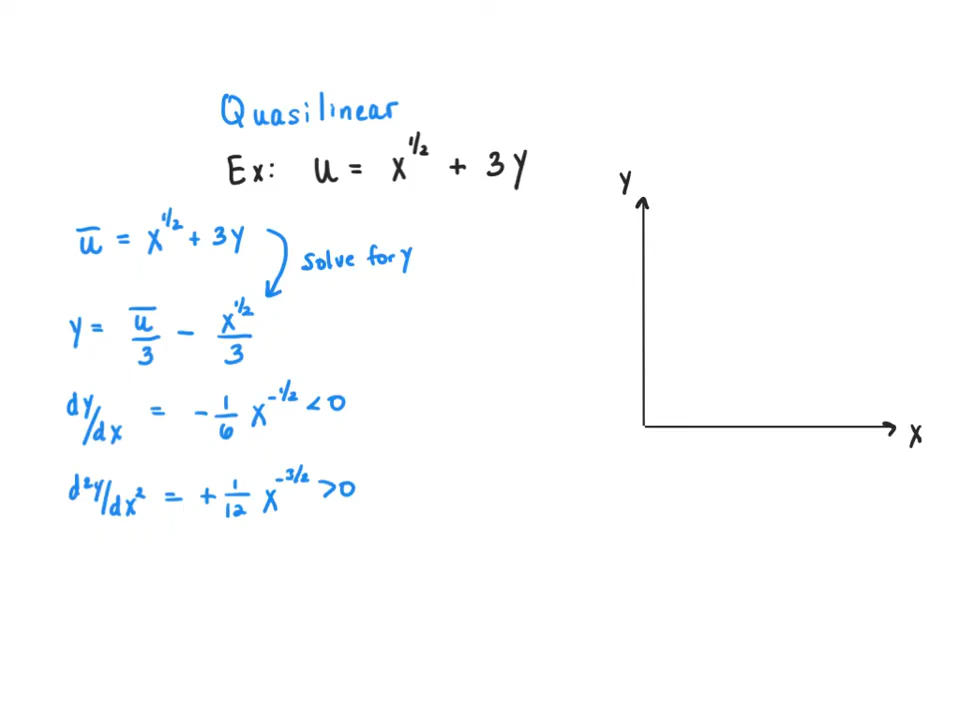 Quasilinear
Ex: u = x^{1/2} + 3y
ū = x^{1/2} + 3y
solve for y
y = ū/3 - x^{1/2}/3
dy/dx = -1/6 x^{-1/2} < 0
d²y/dx² = +1/12 x^{-3/2} > 0
y
x